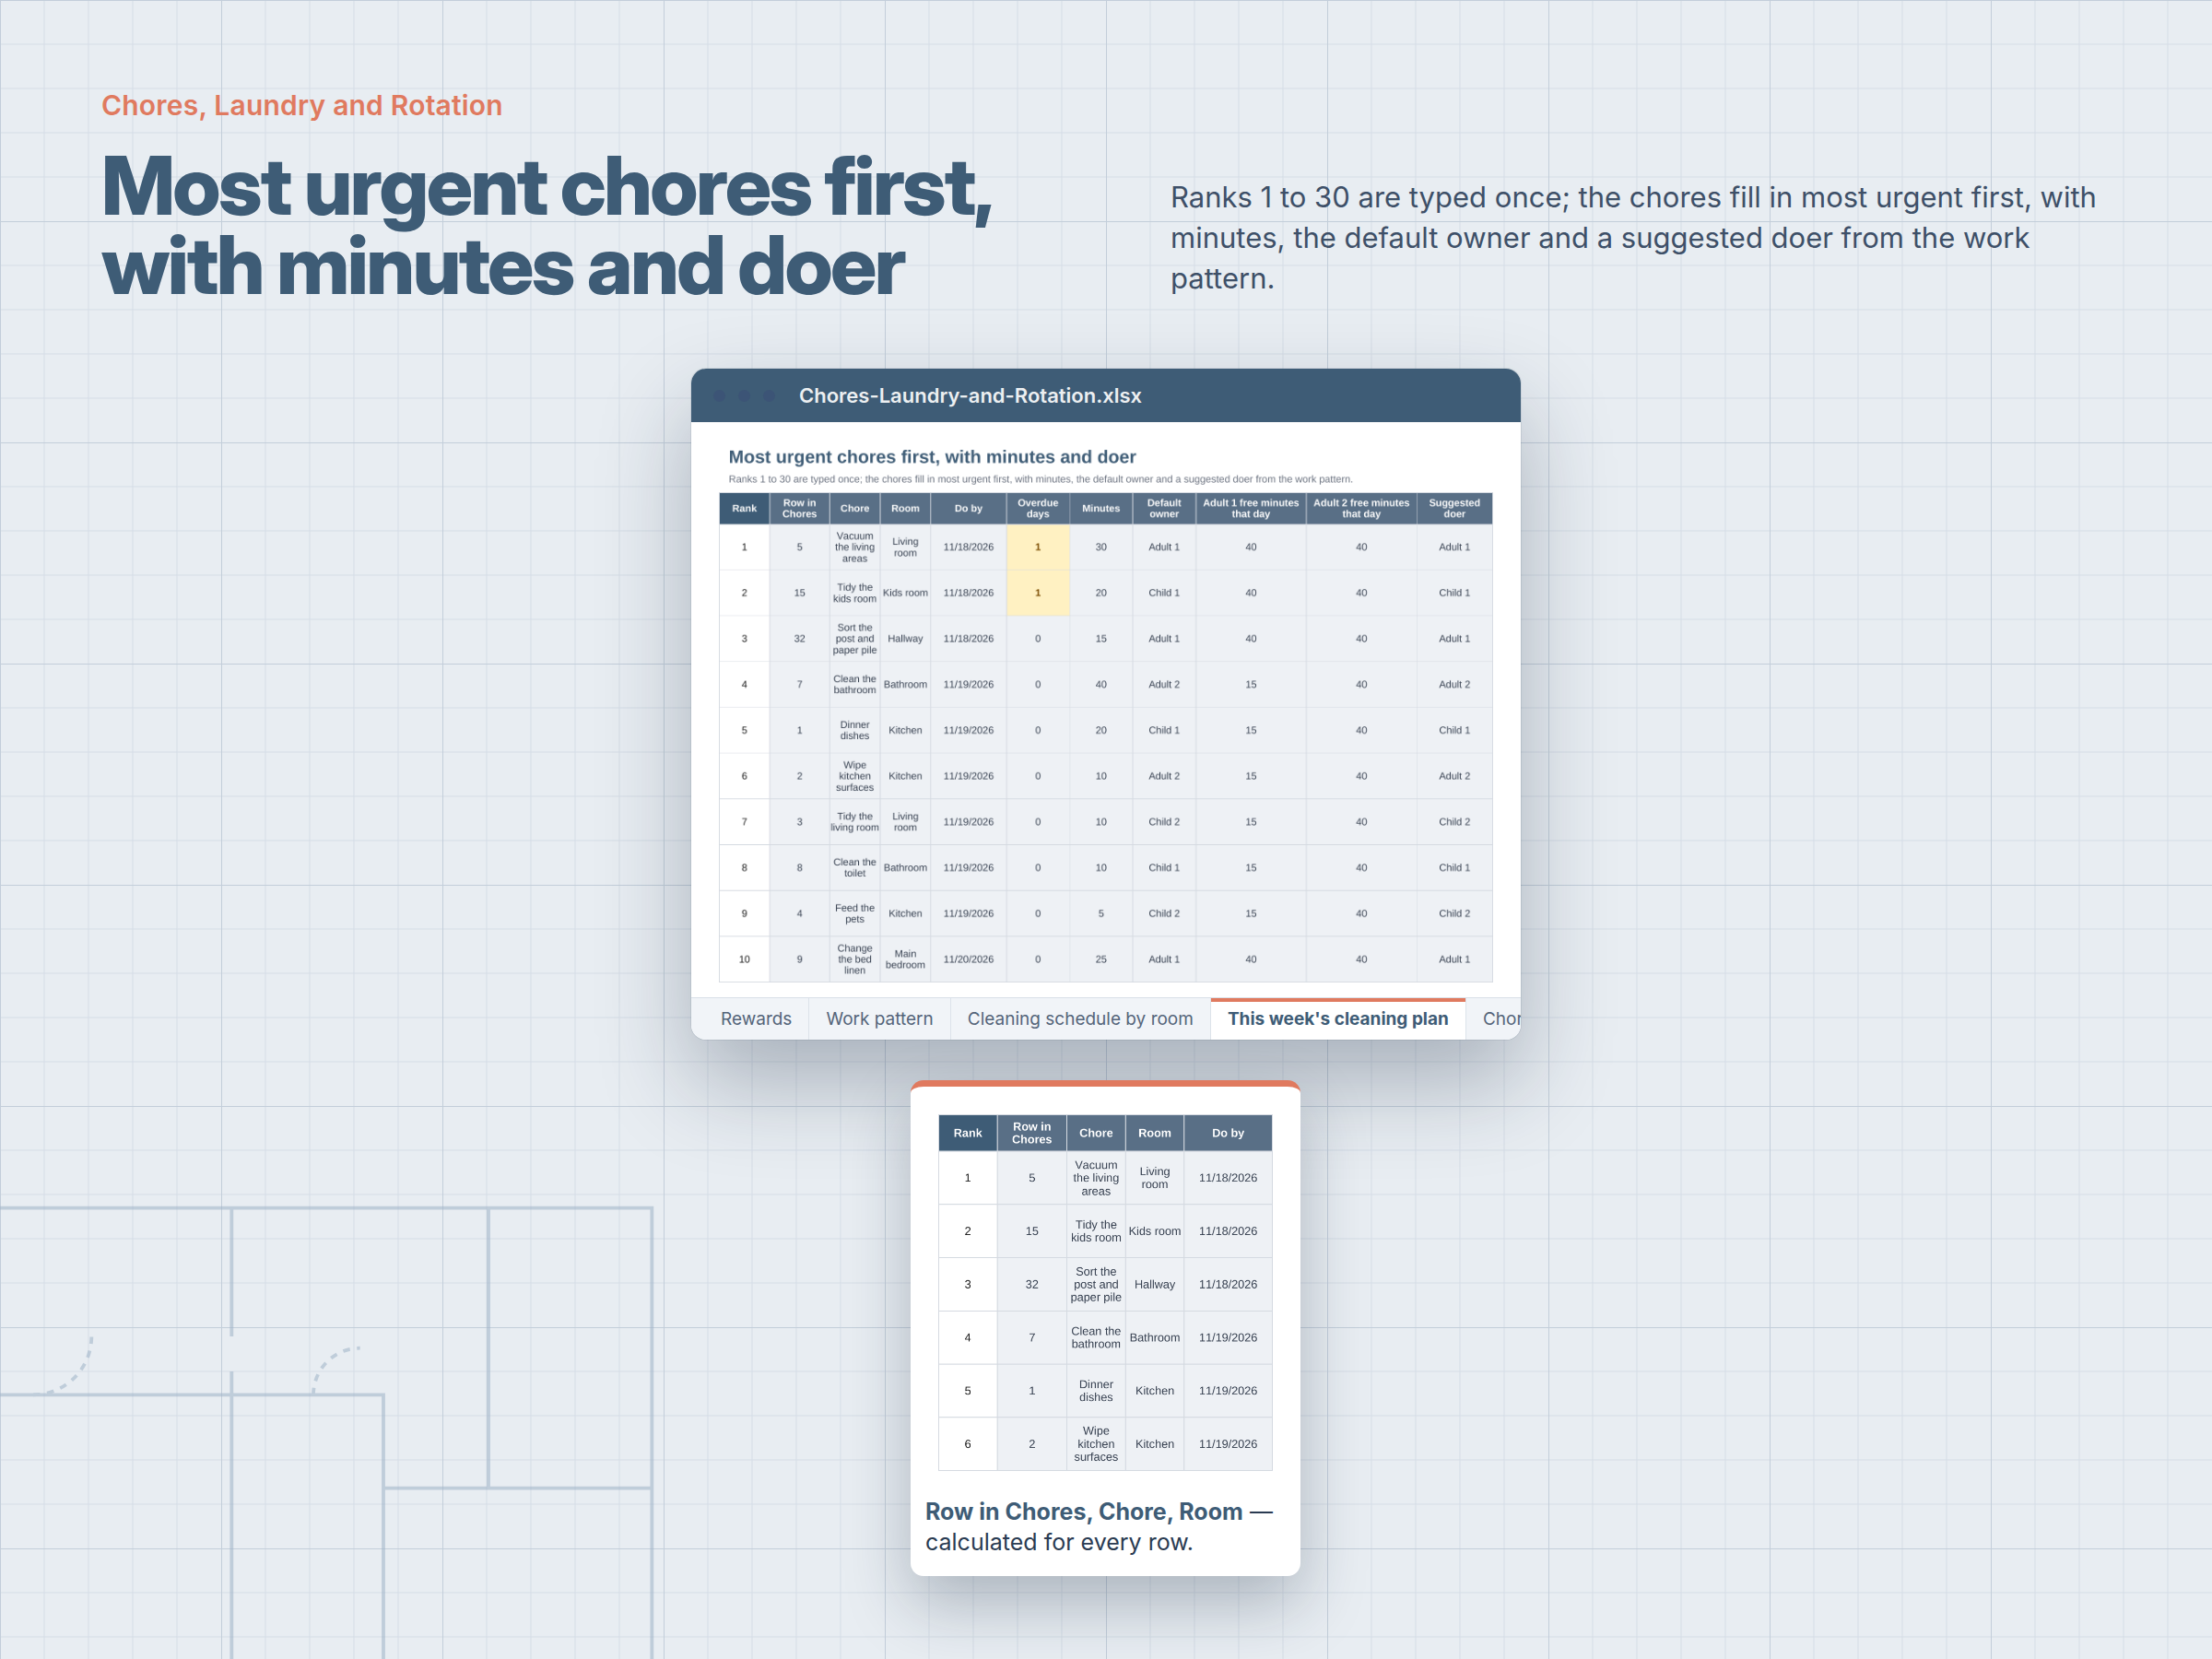 Chores, Laundry and Rotation
Most urgent chores first,
with minutes and doer
Ranks 1 to 30 are typed once; the chores fill in most urgent first, with
minutes, the default owner and a suggested doer from the work
pattern.
Chores-Laundry-and-Rotation.xlsx
Most urgent chores first, with minutes and doer
Ranks 1 to 30 are typed once; the chores fill in most urgent first, with minutes, the default owner and a suggested doer from the work pattern.
Rank Row in Chores Chore Room Do by Overdue days Minutes Default owner Adult 1 free minutes that day Adult 2 free minutes that day Suggested doer
1 5 Vacuum the living areas Living room 11/18/2026 1 30 Adult 1 40 40 Adult 1
2 15 Tidy the kids room Kids room 11/18/2026 1 20 Child 1 40 40 Child 1
3 32 Sort the post and paper pile Hallway 11/18/2026 0 15 Adult 1 40 40 Adult 1
4 7 Clean the bathroom Bathroom 11/19/2026 0 40 Adult 2 15 40 Adult 2
5 1 Dinner dishes Kitchen 11/19/2026 0 20 Child 1 15 40 Child 1
6 2 Wipe kitchen surfaces Kitchen 11/19/2026 0 10 Adult 2 15 40 Adult 2
7 3 Tidy the living room Living room 11/19/2026 0 10 Child 2 15 40 Child 2
8 8 Clean the toilet Bathroom 11/19/2026 0 10 Child 1 15 40 Child 1
9 4 Feed the pets Kitchen 11/19/2026 0 5 Child 2 15 40 Child 2
10 9 Change the bed linen Main bedroom 11/20/2026 0 25 Adult 1 40 40 Adult 1
Rewards Work pattern Cleaning schedule by room This week's cleaning plan Chor
Rank Row in Chores Chore Room Do by
1 5 Vacuum the living areas Living room 11/18/2026
2 15 Tidy the kids room Kids room 11/18/2026
3 32 Sort the post and paper pile Hallway 11/18/2026
4 7 Clean the bathroom Bathroom 11/19/2026
5 1 Dinner dishes Kitchen 11/19/2026
6 2 Wipe kitchen surfaces Kitchen 11/19/2026
Row in Chores, Chore, Room —
calculated for every row.